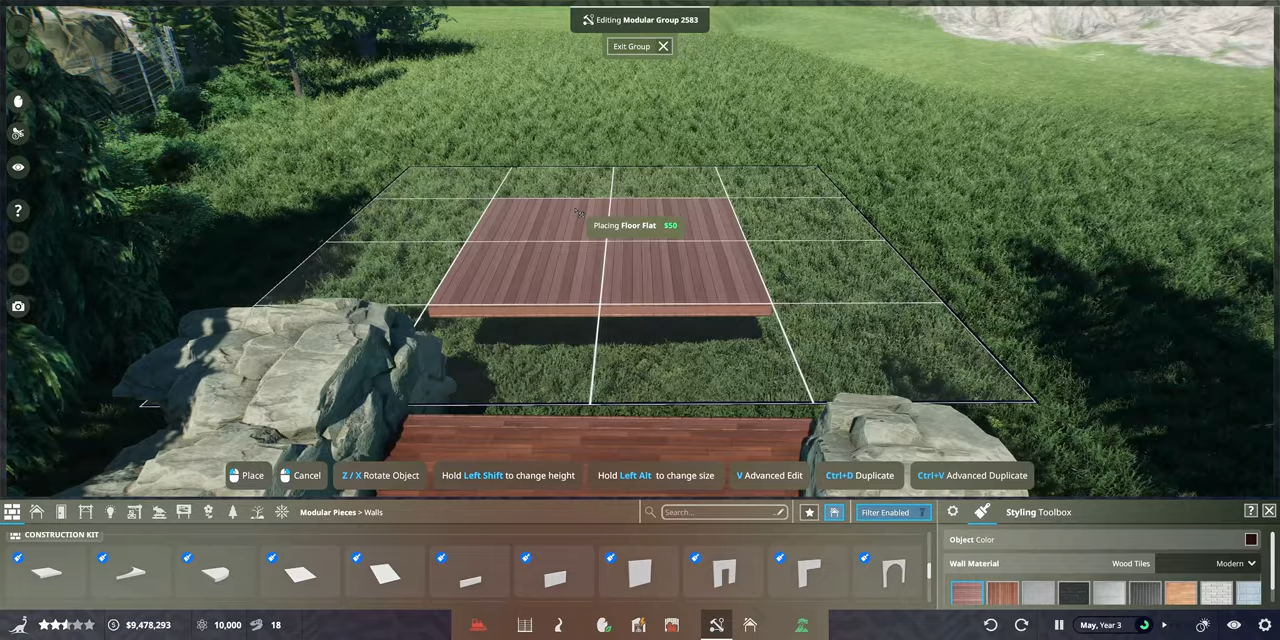 Editing Modular Group 2583
Exit Group
Placing Floor Flat $50
Place
Cancel
Z / X Rotate Object
Hold Left Shift to change height
Hold Left Alt to change size
V Advanced Edit
Ctrl+D Duplicate
Ctrl+V Advanced Duplicate
Modular Pieces > Walls
Search...
Filter Enabled
Styling Toolbox
?
CONSTRUCTION KIT
Object Color
Wall Material
Wood Tiles
Modern
$9,478,293
10,000
18
May, Year 3
?